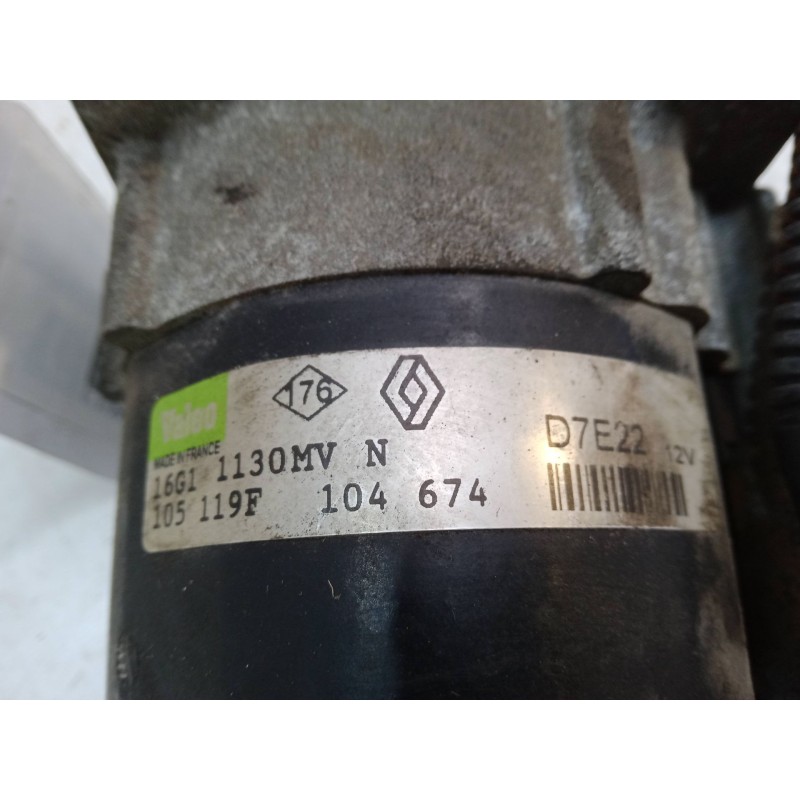 Valeo
MADE IN FRANCE
176
16G1 1130MV N
105 119F 104 674
D7E22 12V